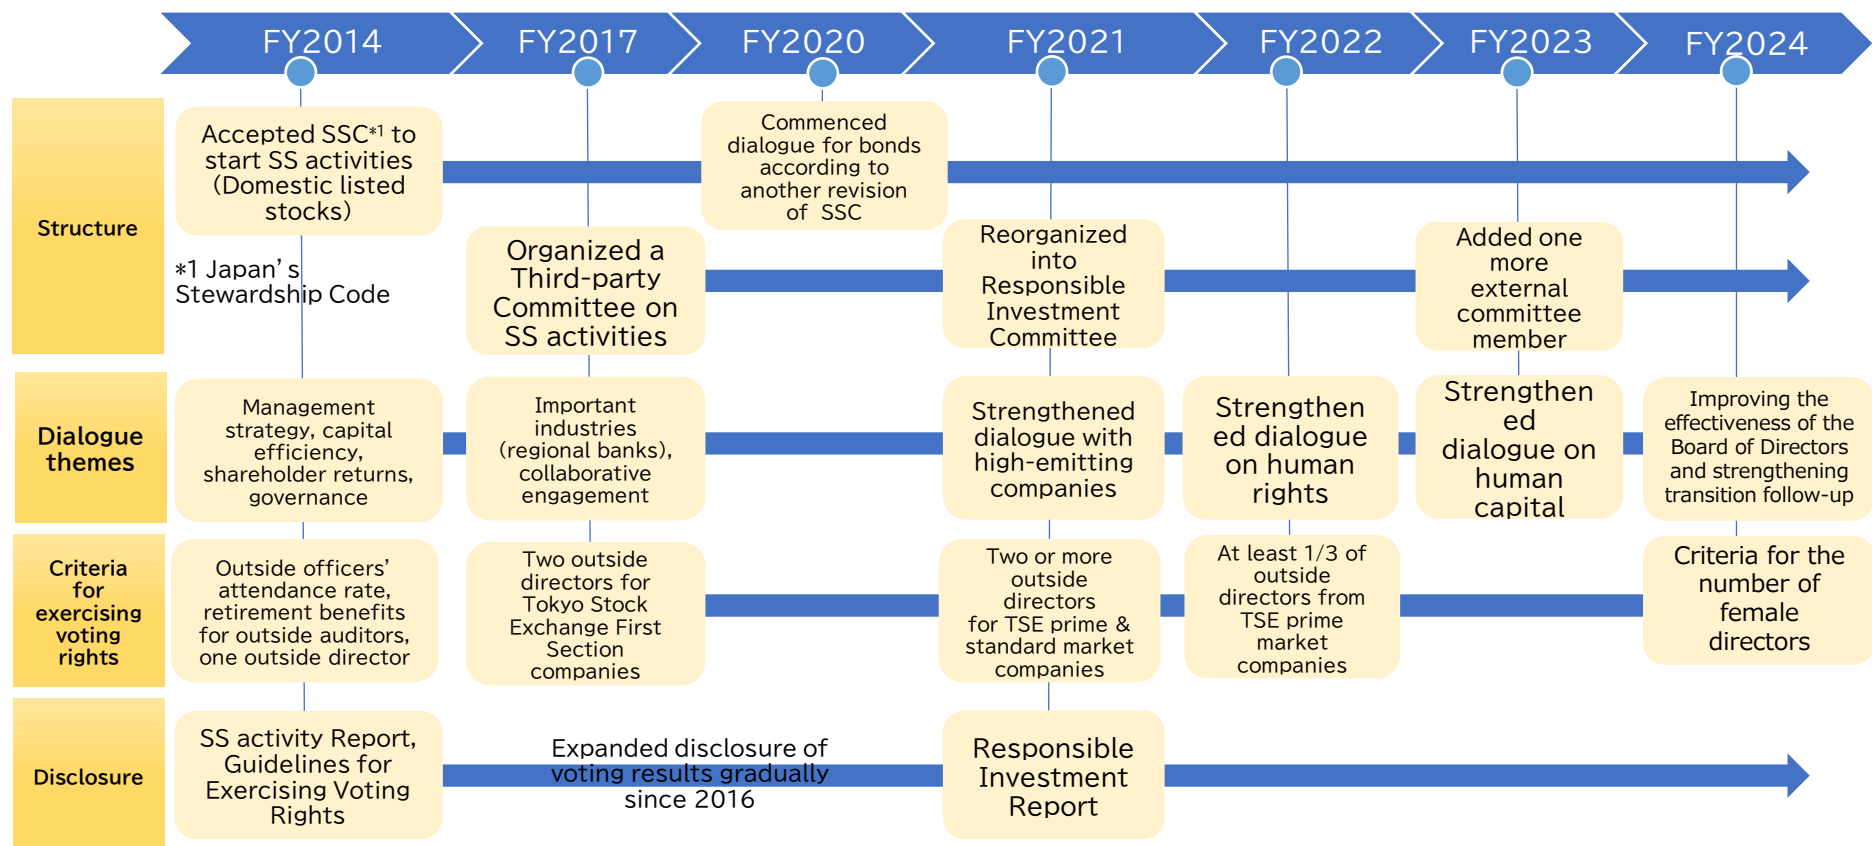 FY2014
FY2017
FY2020
FY2021
FY2022
FY2023
FY2024
Structure
Accepted SSC*1 to
start SS activities
(Domestic listed
stocks)
*1 Japan's
Stewardship Code
Organized a
Third-party
Committee on
SS activities
Commenced
dialogue for bonds
according to
another revision
of SSC
Reorganized
into
Responsible
Investment
Committee
Added one
more
external
committee
member
Dialogue
themes
Management
strategy, capital
efficiency,
shareholder returns,
governance
Important
industries
(regional banks),
collaborative
engagement
Strengthened
dialogue with
high-emitting
companies
Strengthen
ed dialogue
on human
rights
Strengthen
ed
dialogue on
human
capital
Improving the
effectiveness of the
Board of Directors
and strengthening
transition follow-up
Criteria
for
exercising
voting
rights
Outside officers'
attendance rate,
retirement benefits
for outside auditors,
one outside director
Two outside
directors for
Tokyo Stock
Exchange First
Section
companies
Two or more
outside
directors
for TSE prime &
standard market
companies
At least 1/3 of
outside
directors from
TSE prime
market
companies
Criteria for the
number of
female
directors
Disclosure
SS activity Report,
Guidelines for
Exercising Voting
Rights
Expanded disclosure of
voting results gradually
since 2016
Responsible
Investment
Report